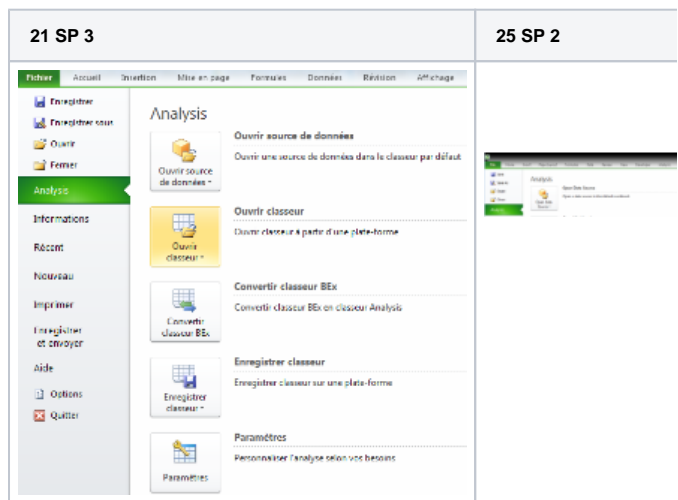 21 SP 3
25 SP 2
Fichier Accueil Insertion Mise en page Formules Données Révision Affichage
Enregistrer
Enregistrer sous
Ouvrir
Fermer
Analysis
Informations
Récent
Nouveau
Imprimer
Enregistrer
et envoyer
Aide
Options
Quitter
Analysis
Ouvrir source
de données
Ouvrir source de données
Ouvrir une source de données dans le classeur par défaut
Ouvrir
classeur
Ouvrir classeur
Ouvrir classeur à partir d'une plate-forme
Convertir
classeur BEx
Convertir classeur BEx
Convertir classeur BEx en classeur Analysis
Enregistrer
classeur
Enregistrer classeur
Enregistrer classeur sur une plate-forme
Paramètres
Paramètres
Personnaliser l'analyse selon vos besoins
Analysis
Open Data Source